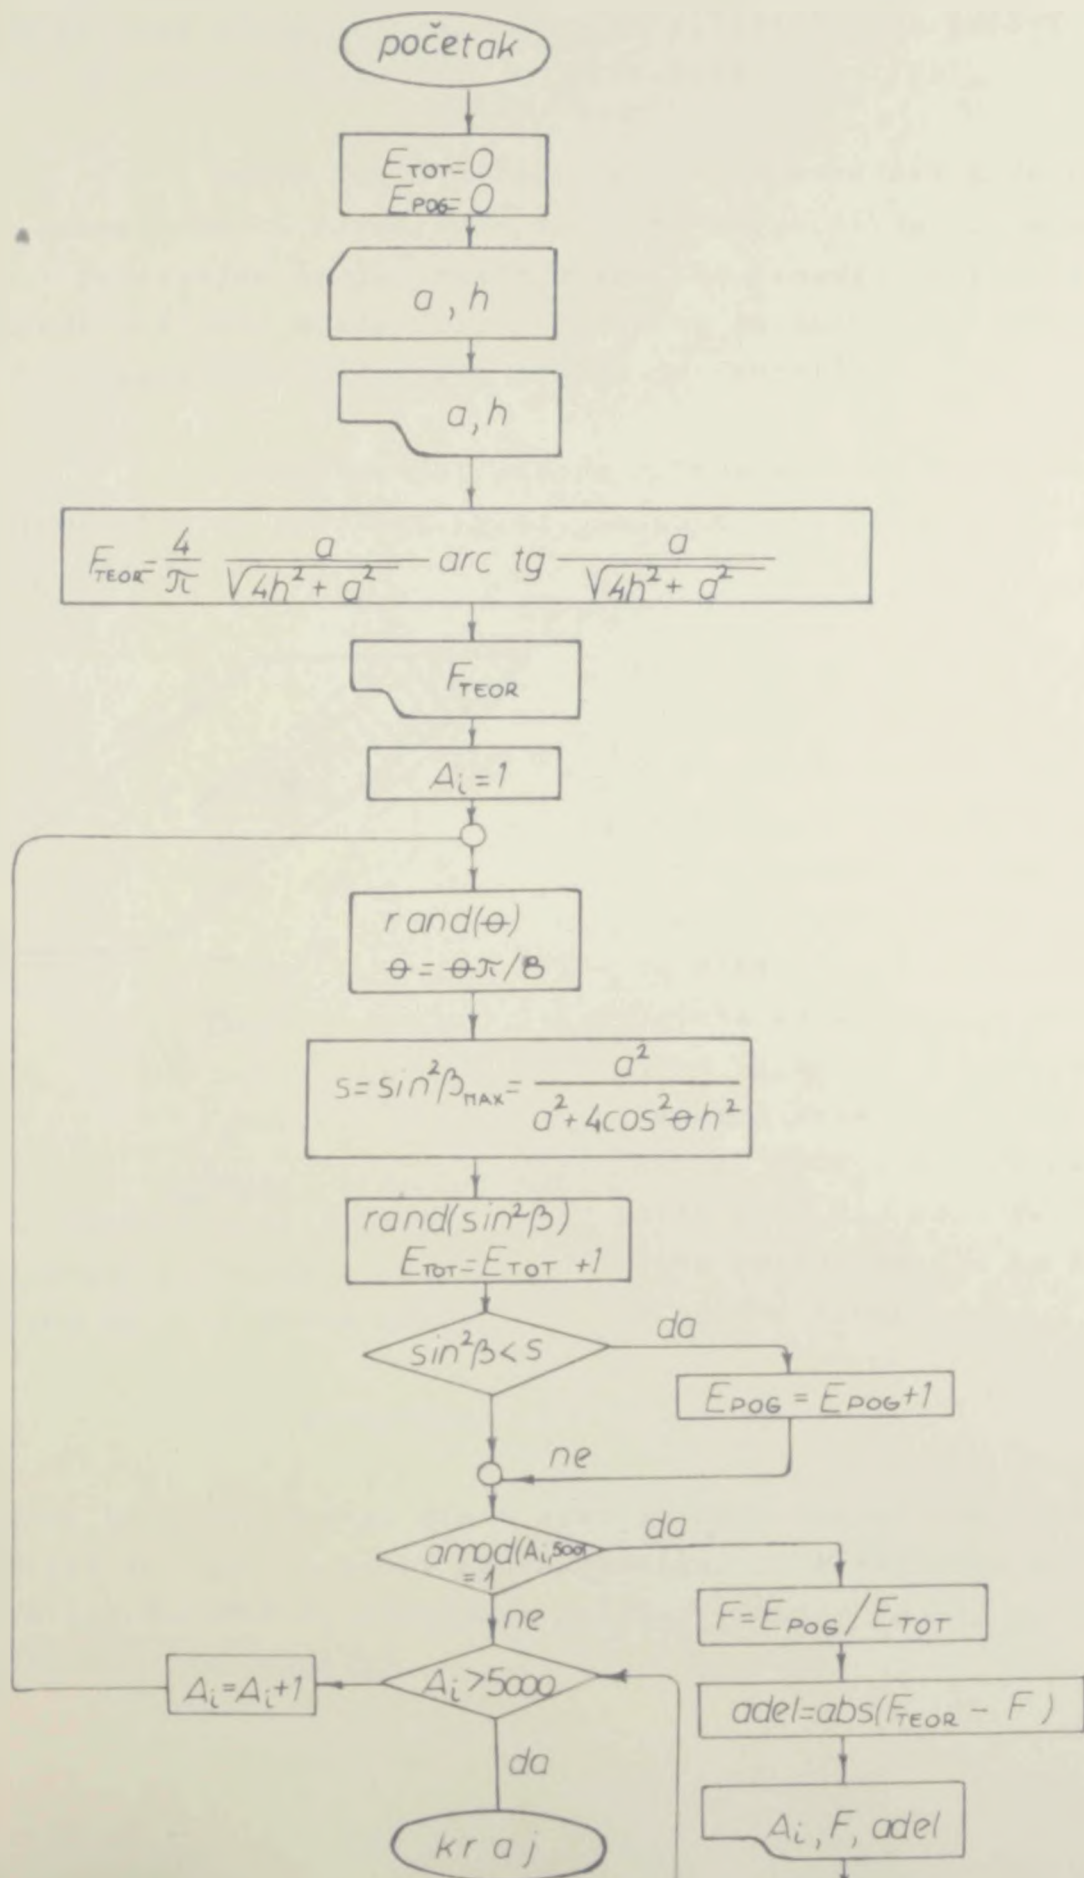 početak
E_TOT=0
E_POG=0
a, h
a, h
F_TEOR = 4/π a/√4h²+a² arc tg a/√4h²+a²
F_TEOR
A_i=1
rand(θ)
θ=θπ/8
s=sin²β_MAX= a²/a²+4cos²θh²
rand(sin²β)
E_TOT=E_TOT +1
sin²β<s
da
E_POG = E_POG+1
ne
amod(A_i,500)
=1
da
ne
F=E_POG/E_TOT
A_i=A_i+1
A_i>5000
adel=abs(F_TEOR - F)
da
A_i, F, adel
kraj